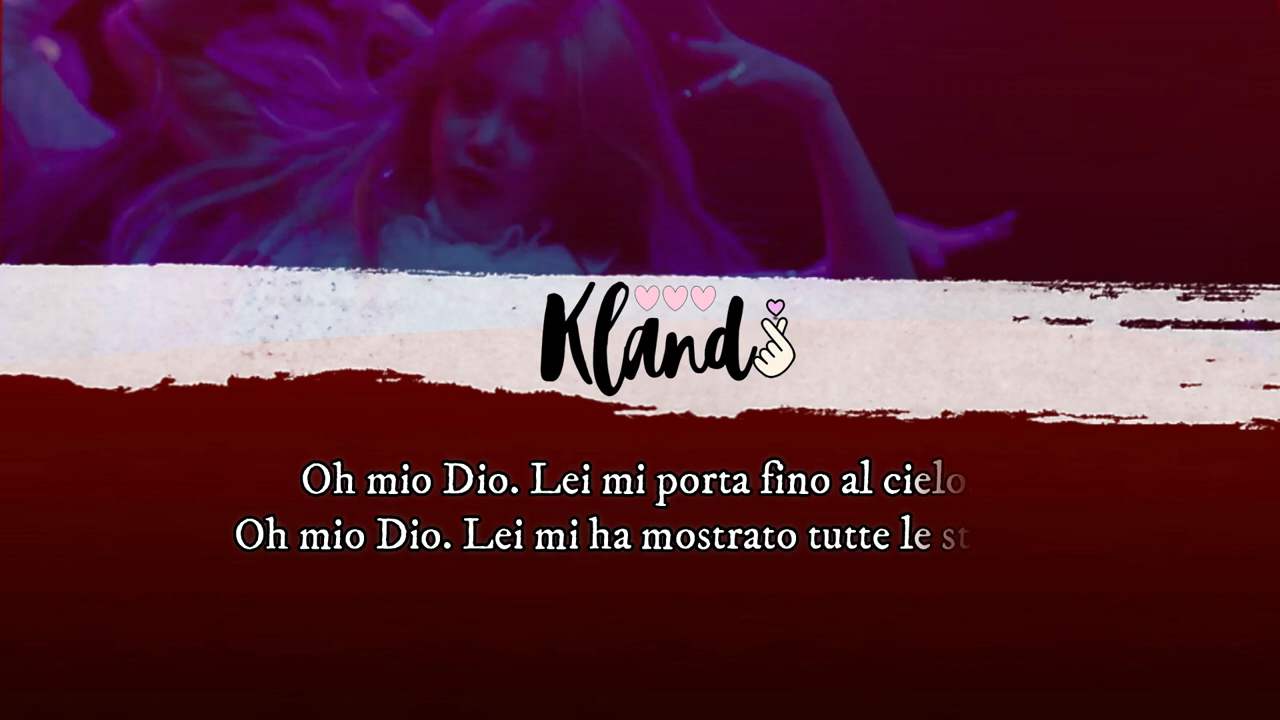 Kland
Oh mio Dio. Lei mi porta fino al cielo
Oh mio Dio. Lei mi ha mostrato tutte le